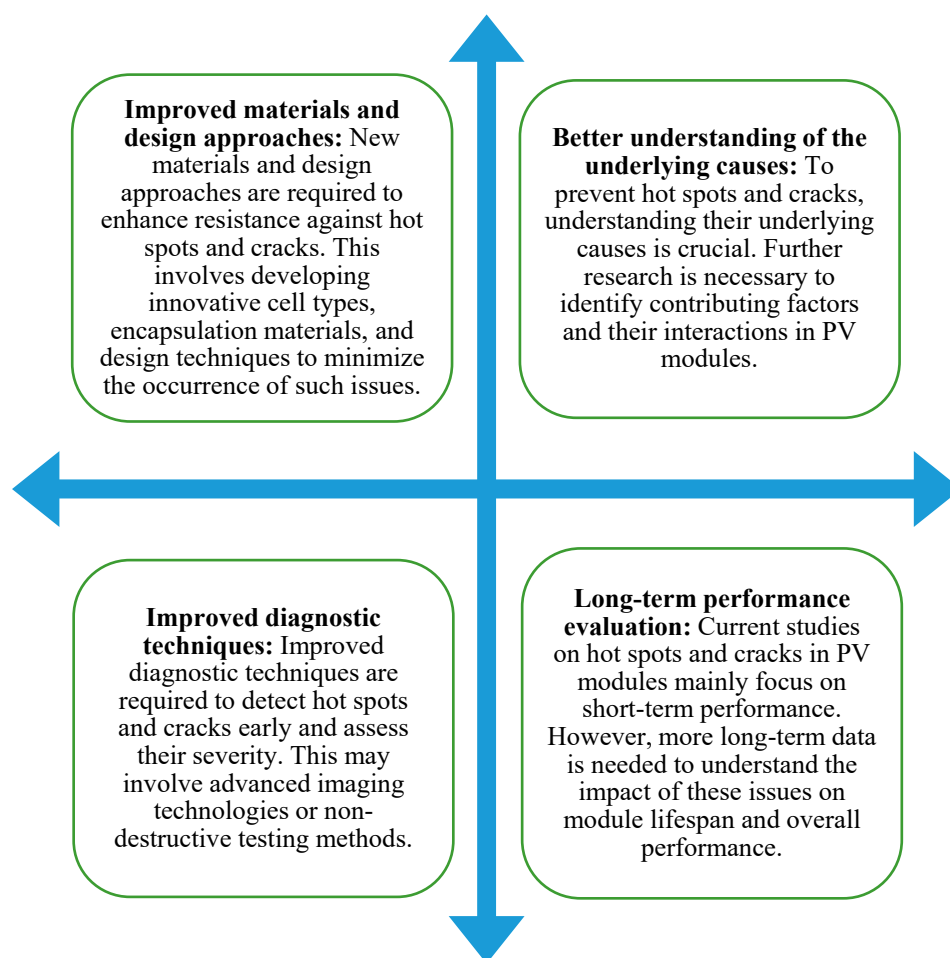 Improved materials and
design approaches: New
materials and design
approaches are required to
enhance resistance against hot
spots and cracks. This
involves developing
innovative cell types,
encapsulation materials, and
design techniques to minimize
the occurrence of such issues.
Better understanding of the
underlying causes: To
prevent hot spots and cracks,
understanding their underlying
causes is crucial. Further
research is necessary to
identify contributing factors
and their interactions in PV
modules.
Improved diagnostic
techniques: Improved
diagnostic techniques are
required to detect hot spots
and cracks early and assess
their severity. This may
involve advanced imaging
technologies or non-
destructive testing methods.
Long-term performance
evaluation: Current studies
on hot spots and cracks in PV
modules mainly focus on
short-term performance.
However, more long-term data
is needed to understand the
impact of these issues on
module lifespan and overall
performance.